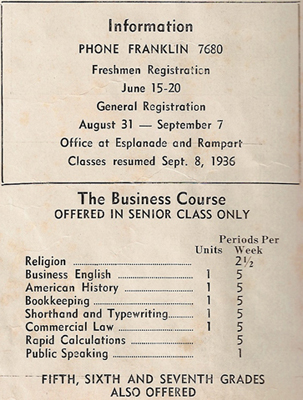 Information
PHONE FRANKLIN 7680
Freshmen Registration
June 15-20
General Registration
August 31 — September 7
Office at Esplanade and Rampart
Classes resumed Sept. 8, 1936
The Business Course
OFFERED IN SENIOR CLASS ONLY
Periods Per
Units Week
Religion 2½
Business English 1 5
American History 1 5
Bookkeeping 1 5
Shorthand and Typewriting 1 5
Commercial Law 1 5
Rapid Calculations 5
Public Speaking 1
FIFTH, SIXTH AND SEVENTH GRADES
ALSO OFFERED